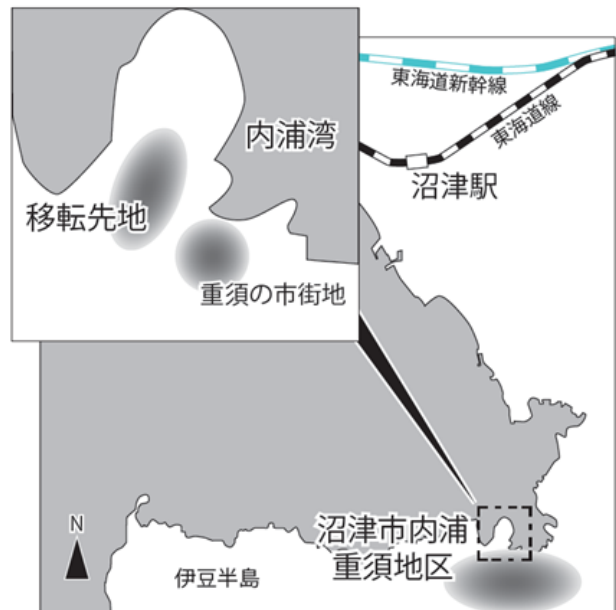 東海道新幹線
東海道線
沼津駅
内浦湾
移転先地
重須の市街地
沼津市内浦
重須地区
伊豆半島
N